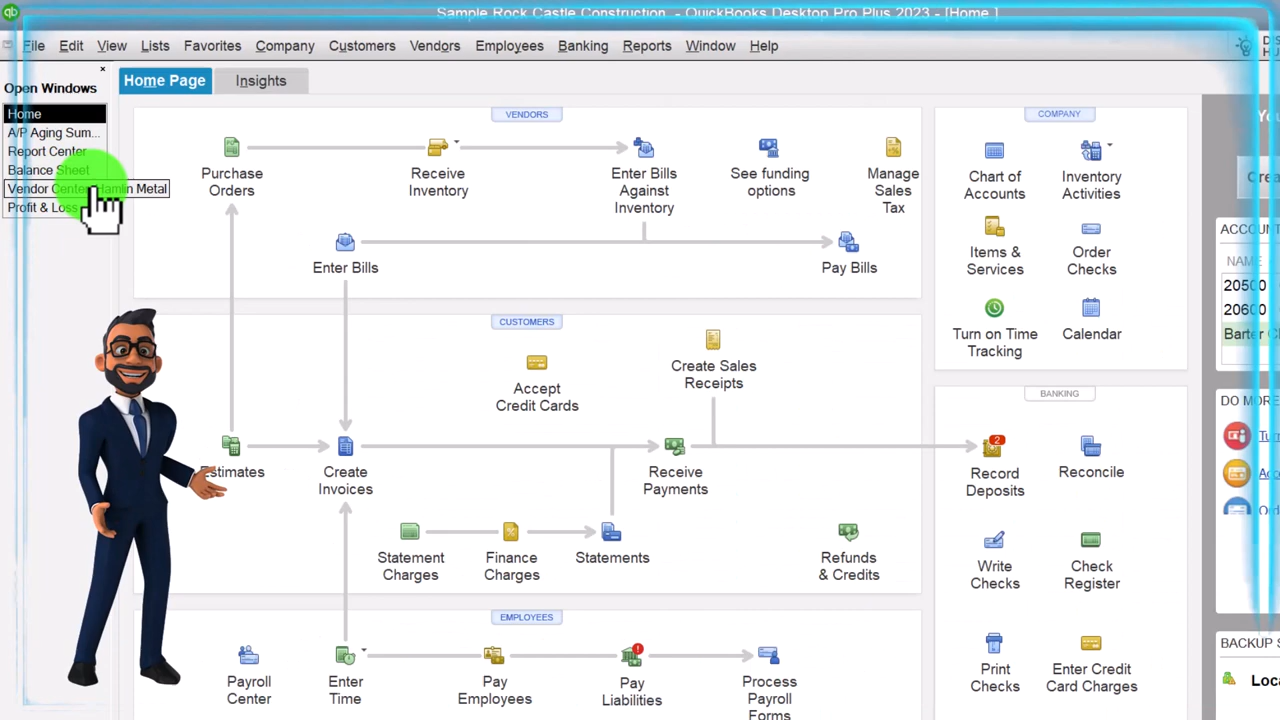 Sample Rock Castle Construction - QuickBooks Desktop Pro Plus 2023 - [Home ]
File Edit View Lists Favorites Company Customers Vendors Employees Banking Reports Window Help
Open Windows
Home
A/P Aging Sum...
Report Center
Balance Sheet
Vendor Center: Hamlin Metal
Profit & Loss
Home Page
Insights
VENDORS
Purchase
Orders
Receive
Inventory
Enter Bills
Against
Inventory
See funding
options
Manage
Sales
Tax
Enter Bills
Pay Bills
CUSTOMERS
Accept
Credit Cards
Create Sales
Receipts
Estimates
Create
Invoices
Receive
Payments
Statement
Charges
Finance
Charges
Statements
Refunds
& Credits
EMPLOYEES
Payroll
Center
Enter
Time
Pay
Employees
Pay
Liabilities
Process
Payroll
Forms
COMPANY
Chart of
Accounts
Inventory
Activities
Items &
Services
Order
Checks
Turn on Time
Tracking
Calendar
BANKING
2
Record
Deposits
Reconcile
Write
Checks
Check
Register
Print
Checks
Enter Credit
Card Charges
NAME
20500
20600
Barter
DO MORE
BACKUP S